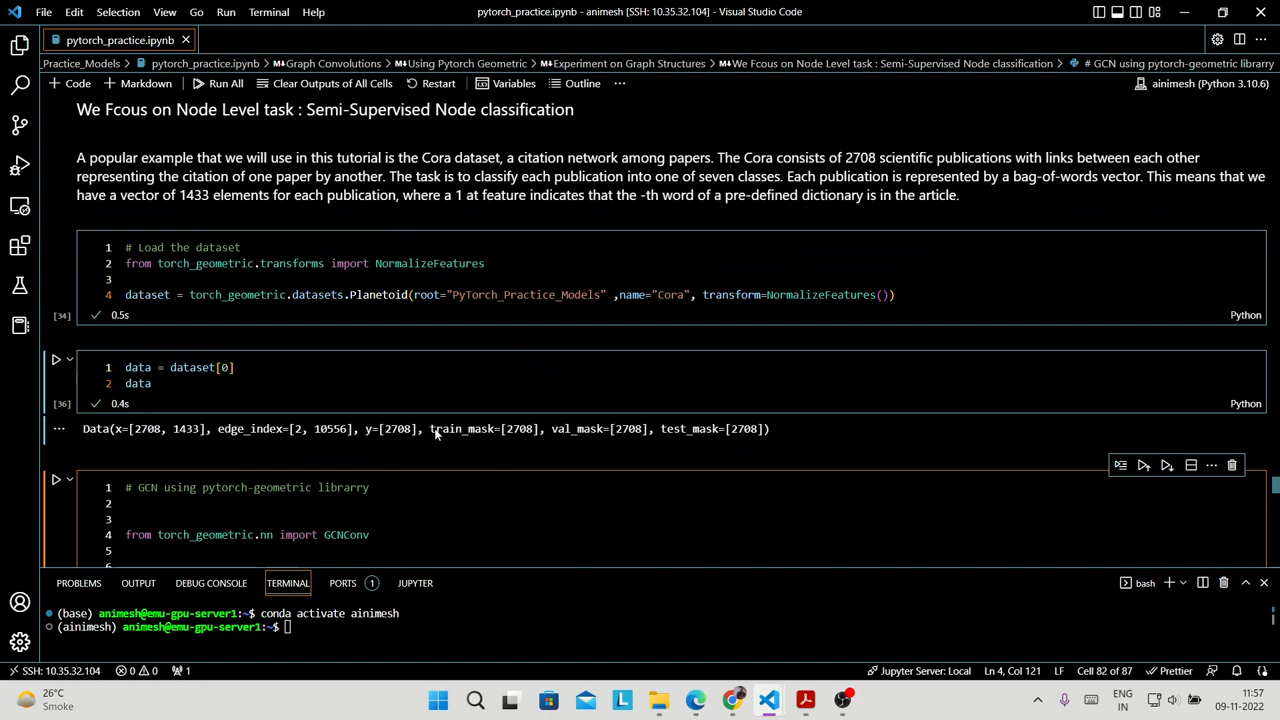 File Edit Selection View Go Run Terminal Help pytorch_practice.ipynb - animesh [SSH: 10.35.32.104] - Visual Studio Code
pytorch_practice.ipynb
_Practice_Models > pytorch_practice.ipynb > Graph Convolutions > Using Pytorch Geometric > Experiment on Graph Structures > We Fcous on Node Level task : Semi-Supervised Node classification > # GCN using pytorch-geometric librarry
+ Code + Markdown Run All Clear Outputs of All Cells Restart Variables Outline ... ainimesh (Python 3.10.6)
We Fcous on Node Level task : Semi-Supervised Node classification
A popular example that we will use in this tutorial is the Cora dataset, a citation network among papers. The Cora consists of 2708 scientific publications with links between each other
representing the citation of one paper by another. The task is to classify each publication into one of seven classes. Each publication is represented by a bag-of-words vector. This means that we
have a vector of 1433 elements for each publication, where a 1 at feature indicates that the -th word of a pre-defined dictionary is in the article.
1 # Load the dataset
2 from torch_geometric.transforms import NormalizeFeatures
3
4 dataset = torch_geometric.datasets.Planetoid(root="PyTorch_Practice_Models" ,name="Cora", transform=NormalizeFeatures())
[34] 0.5s Python
1 data = dataset[0]
2 data
[36] 0.4s Python
... Data(x=[2708, 1433], edge_index=[2, 10556], y=[2708], train_mask=[2708], val_mask=[2708], test_mask=[2708])
1 # GCN using pytorch-geometric librarry
2
3
4 from torch_geometric.nn import GCNConv
5
6
PROBLEMS OUTPUT DEBUG CONSOLE TERMINAL PORTS 1 JUPYTER bash
(base) animesh@emu-gpu-server1:~$ conda activate ainimesh
(ainimesh) animesh@emu-gpu-server1:~$
SSH: 10.35.32.104 0 0 1 Jupyter Server: Local Ln 4, Col 121 LF Cell 82 of 87 Prettier
26°C
Smoke
ENG
IN
11:57
09-11-2022